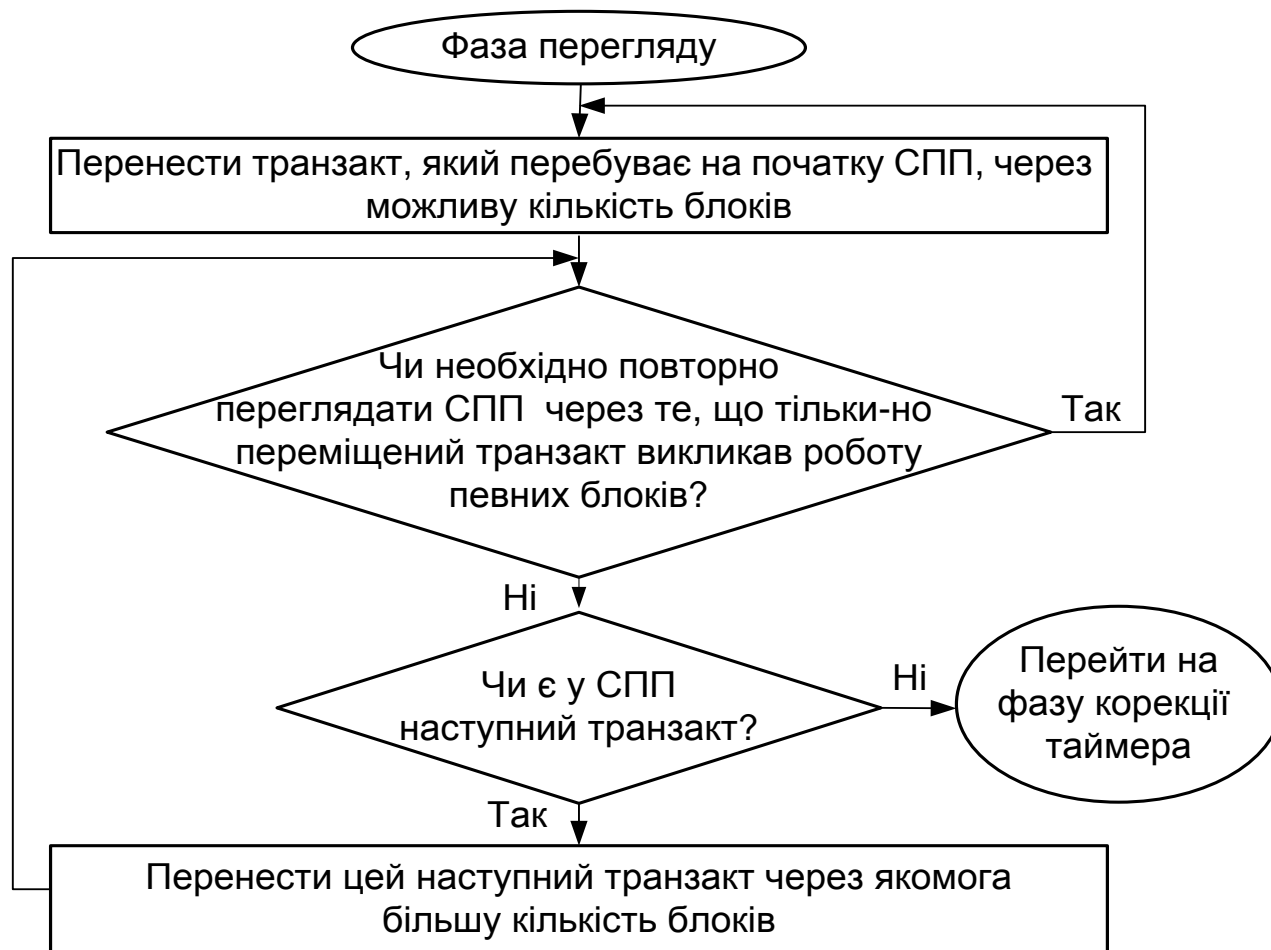 Фаза перегляду
Перенести транзакт, який перебуває на початку СПП, через
можливу кількість блоків
Чи необхідно повторно
переглядати СПП через те, що тільки-но
переміщений транзакт викликав роботу
певних блоків?
Так
Ні
Чи є у СПП
наступний транзакт?
Ні
Перейти на
фазу корекції
таймера
Так
Перенести цей наступний транзакт через якомога
більшу кількість блоків